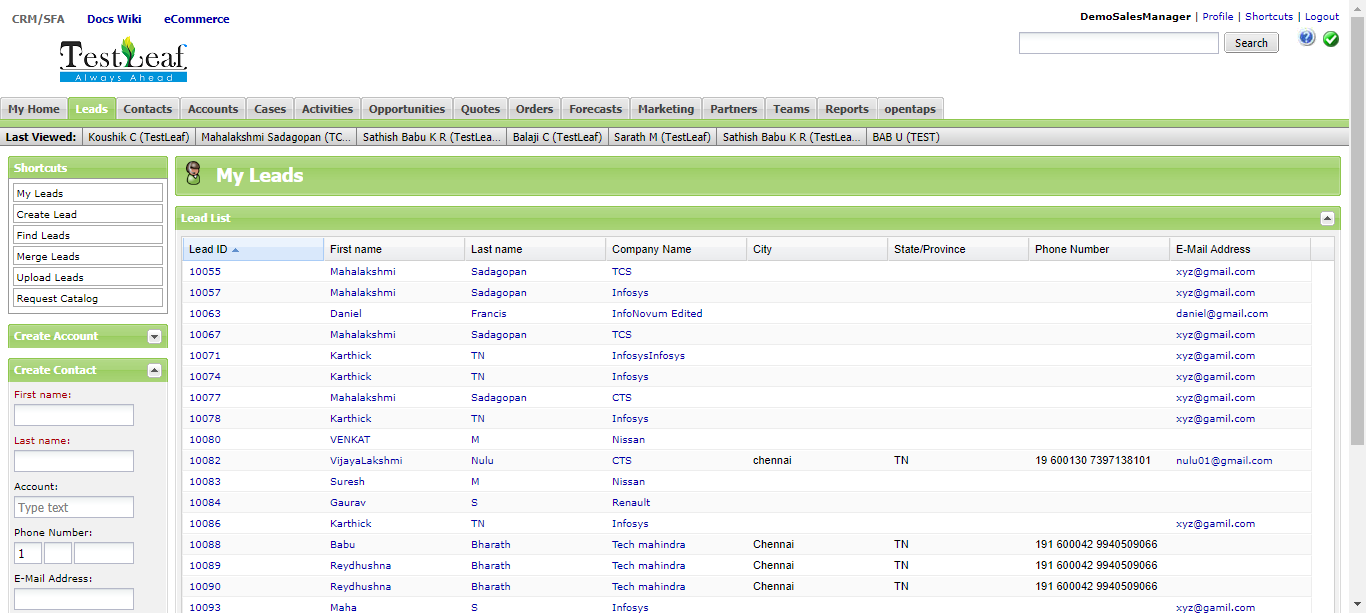 CRM/SFA Docs Wiki eCommerce
DemoSalesManager | Profile | Shortcuts | Logout
TestLeaf
Always Ahead
Search
My Home Leads Contacts Accounts Cases Activities Opportunities Quotes Orders Forecasts Marketing Partners Teams Reports opentaps
Last Viewed: Koushik C (TestLeaf) Mahalakshmi Sadagopan (TC... Sathish Babu K R (TestLea... Balaji C (TestLeaf) Sarath M (TestLeaf) Sathish Babu K R (TestLea... BAB U (TEST)
Shortcuts
My Leads
Create Lead
Find Leads
Merge Leads
Upload Leads
Request Catalog
Create Account
Create Contact
First name:
Last name:
Account:
Type text
Phone Number:
1
E-Mail Address:
My Leads
Lead List
Lead ID First name Last name Company Name City State/Province Phone Number E-Mail Address
10055 Mahalakshmi Sadagopan TCS xyz@gmail.com
10057 Mahalakshmi Sadagopan Infosys xyz@gmail.com
10063 Daniel Francis InfoNovum Edited daniel@gmail.com
10067 Mahalakshmi Sadagopan TCS xyz@gmail.com
10071 Karthick TN InfosysInfosys xyz@gamil.com
10074 Karthick TN Infosys xyz@gamil.com
10077 Mahalakshmi Sadagopan CTS xyz@gmail.com
10078 Karthick TN Infosys xyz@gamil.com
10080 VENKAT M Nissan
10082 VijayaLakshmi Nulu CTS chennai TN 19 600130 7397138101 nulu01@gmail.com
10083 Suresh M Nissan
10084 Gaurav S Renault
10086 Karthick TN Infosys xyz@gamil.com
10088 Babu Bharath Tech mahindra Chennai TN 191 600042 9940509066
10089 Reydhushna Bharath Tech mahindra Chennai TN 191 600042 9940509066
10090 Reydhushna Bharath Tech mahindra Chennai TN 191 600042 9940509066
10093 Maha S Infosys xyz@gmail.com